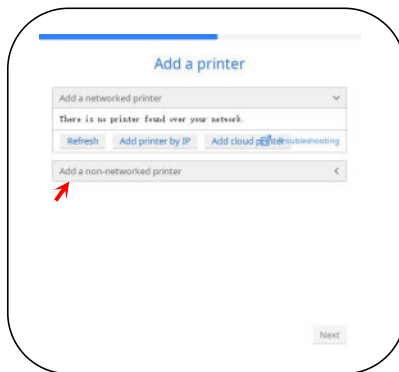 Add a printer
Add a networked printer
There is no printer found over your network.
Refresh Add printer by IP Add cloud printer Troubleshooting
Add a non-networked printer
Next